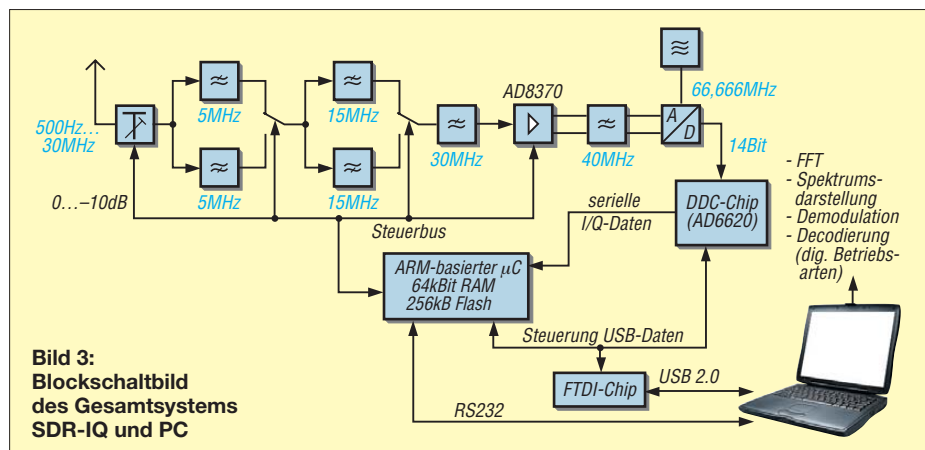 500Hz...
30MHz
0...–10dB
5MHz
5MHz
15MHz
15MHz
30MHz
AD8370
40MHz
66,666MHz
A
D
14Bit
Steuerbus
serielle
I/Q-Daten
DDC-Chip
(AD6620)
- FFT
- Spektrums-
darstellung
- Demodulation
- Decodierung
(dig. Betriebs-
arten)
ARM-basierter µC
64kBit RAM
256kB Flash
Steuerung USB-Daten
FTDI-Chip
USB 2.0
RS232
Bild 3:
Blockschaltbild
des Gesamtsystems
SDR-IQ und PC